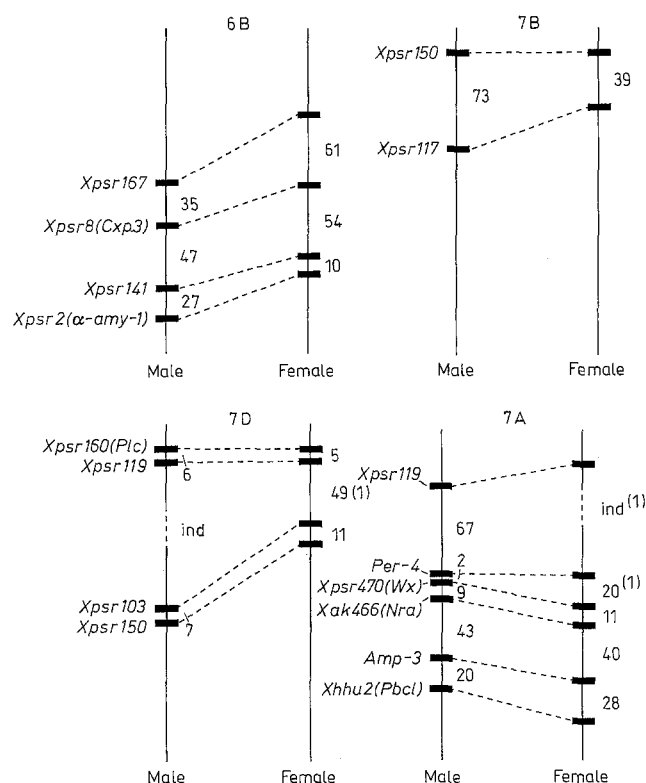 6B
Xpsr167
Xpsr8(Cxp3)
Xpsr141
Xpsr2(α-amy-1)
35
47
27
61
54
10
Male Female
7B
Xpsr150
Xpsr117
73
39
Male Female
7D
Xpsr160(Plc)
Xpsr119
Xpsr103
Xpsr150
6
ind
7
5
49(1)
11
Male Female
7A
Xpsr119
Per-4
Xpsr470(Wx)
Xak466(Nra)
Amp-3
Xhhu2(Pbcl)
67
2
9
43
20
ind(1)
20(1)
11
40
28
Male Female